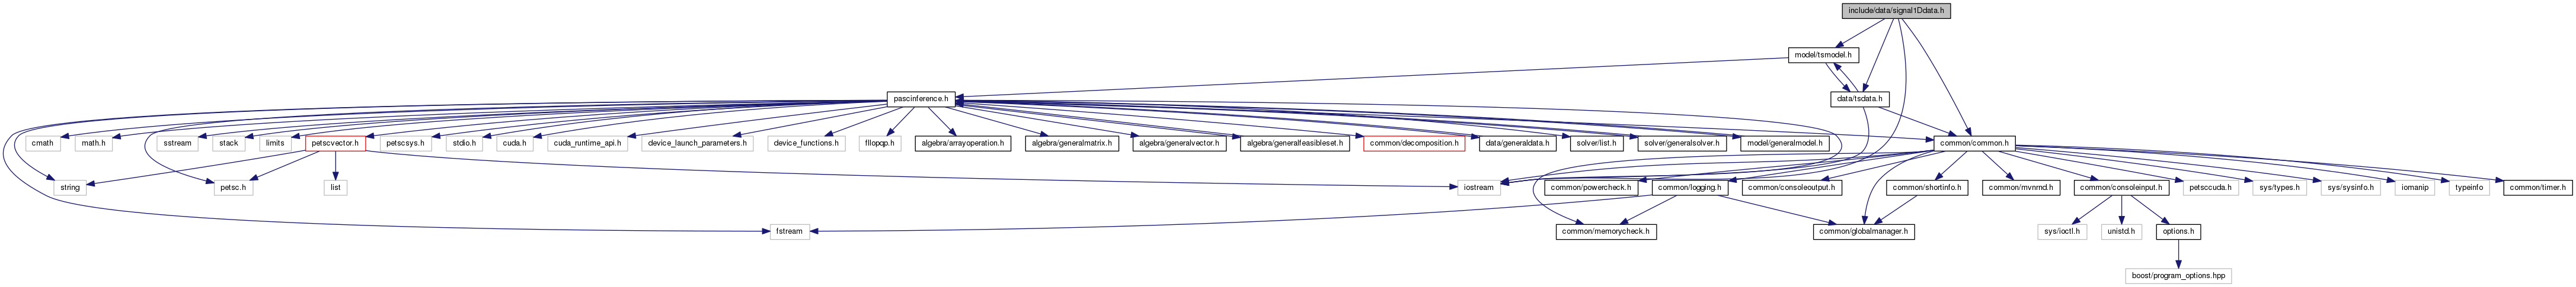 include/data/signal1Ddata.h
model/tsmodel.h
pascinference.h
data/tsdata.h
cmath
math.h
sstream
stack
limits
petscvector.h
petscsys.h
stdio.h
cuda.h
cuda_runtime_api.h
device_launch_parameters.h
device_functions.h
fllopqp.h
algebra/arrayoperation.h
algebra/generalmatrix.h
algebra/generalvector.h
algebra/generalfeasibleset.h
common/decomposition.h
data/generaldata.h
solver/list.h
solver/generalsolver.h
model/generalmodel.h
common/common.h
string
petsc.h
list
iostream
common/powercheck.h
common/logging.h
common/consoleoutput.h
common/shortinfo.h
common/mvnrnd.h
common/consoleinput.h
petsccuda.h
sys/types.h
sys/sysinfo.h
iomanip
typeinfo
common/timer.h
fstream
common/memorycheck.h
common/globalmanager.h
sys/ioctl.h
unistd.h
options.h
boost/program_options.hpp